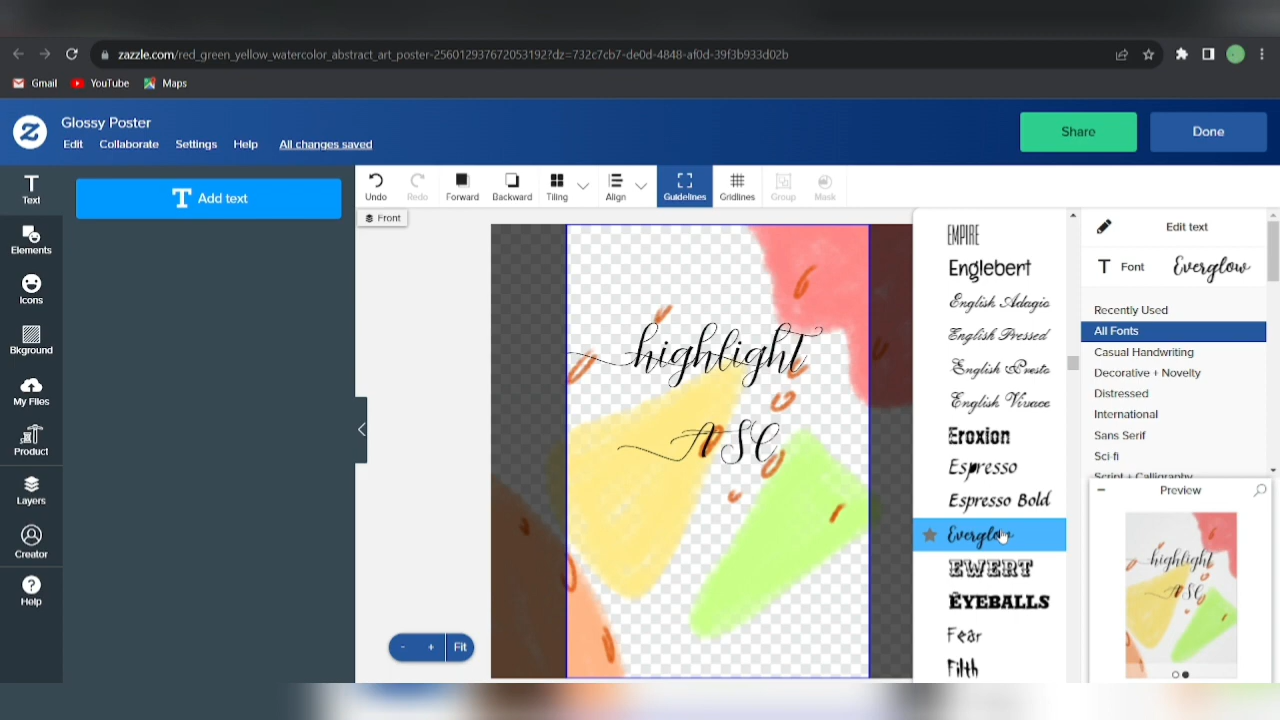 zazzle.com/red_green_yellow_watercolor_abstract_art_poster-256012937672053192?dz=732c7cb7-de0d-4848-af0d-39f3b933d02b
Gmail YouTube Maps
Glossy Poster
Edit Collaborate Settings Help All changes saved
Share Done
Text
Elements
Icons
Bkground
My Files
Product
Layers
Creator
Help
Add text
Undo Redo Forward Backward Tiling Align Guidelines Gridlines Group Mask
Front
highlight
ASC
- + Fit
EMPIRE
Englebert
English Adagio
English Pressed
English Presto
English Vivace
Eroxion
Espresso
Espresso Bold
Everglow
EWERT
EYEBALLS
Fear
Filth
Edit text
Font Everglow
Recently Used
All Fonts
Casual Handwriting
Decorative + Novelty
Distressed
International
Sans Serif
Sci-fi
Script + Calligraphy
Preview
highlight
ASC